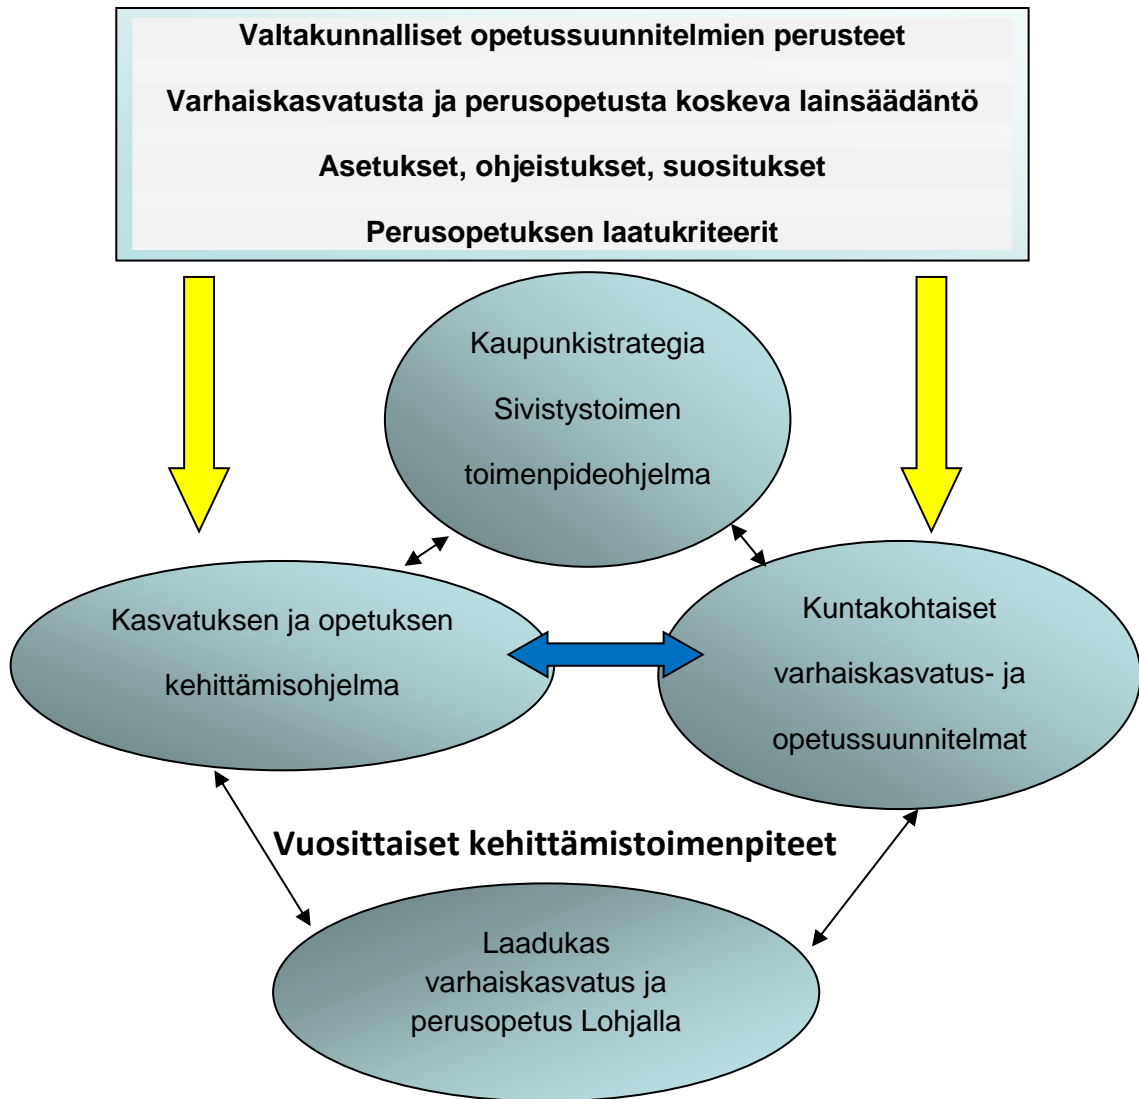 Valtakunnalliset opetussuunnitelmien perusteet
Varhaiskasvatusta ja perusopetusta koskeva lainsäädäntö
Asetukset, ohjeistukset, suositukset
Perusopetuksen laatukriteerit
Kaupunkistrategia
Sivistystoimen
toimenpideohjelma
Kasvatuksen ja opetuksen
kehittämisohjelma
Kuntakohtaiset
varhaiskasvatus- ja
opetussuunnitelmat
Vuosittaiset kehittämistoimenpiteet
Laadukas
varhaiskasvatus ja
perusopetus Lohjalla